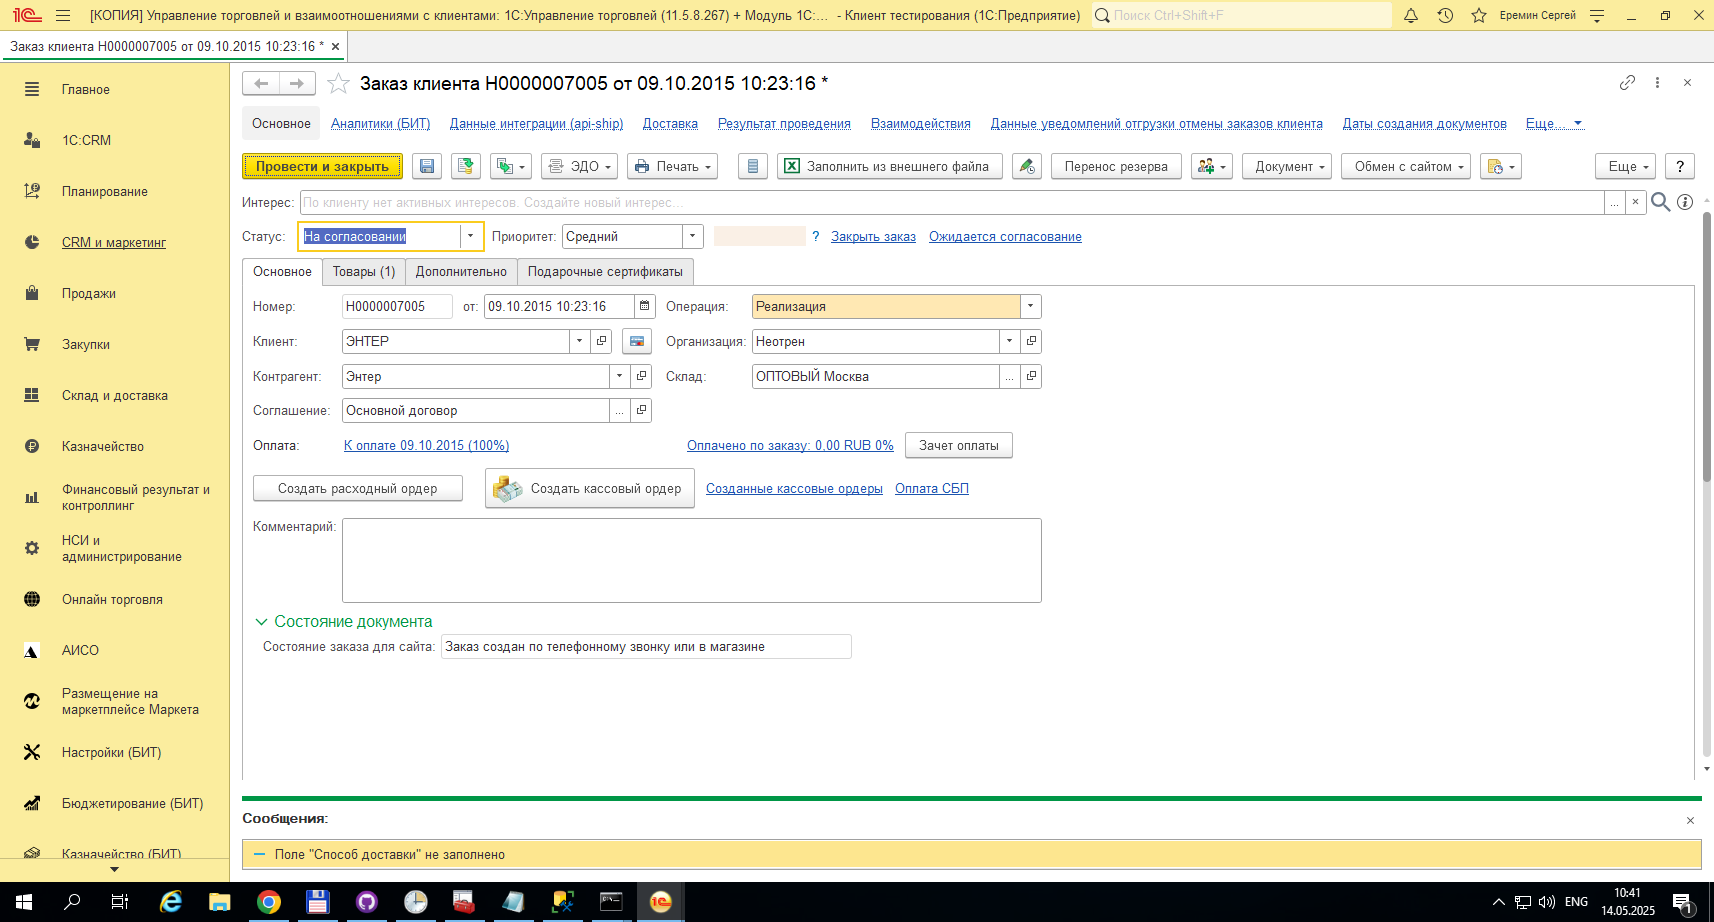 [КОПИЯ] Управление торговлей и взаимоотношениями с клиентами: 1С:Управление торговлей (11.5.8.267) + Модуль 1С:... - Клиент тестирования (1С:Предприятие)
Поиск Ctrl+Shift+F
Еремин Сергей
Заказ клиента Н0000007005 от 09.10.2015 10:23:16 *
Главное
1С:CRM
Планирование
CRM и маркетинг
Продажи
Закупки
Склад и доставка
Казначейство
Финансовый результат и
контроллинг
НСИ и
администрирование
Онлайн торговля
АИСО
Размещение на
маркетплейсе Маркета
Настройки (БИТ)
Бюджетирование (БИТ)
Казначейство (БИТ)
Заказ клиента Н0000007005 от 09.10.2015 10:23:16 *
Основное Аналитики (БИТ) Данные интеграции (api-ship) Доставка Результат проведения Взаимодействия Данные уведомлений отгрузки отмены заказов клиента Даты создания документов Еще...
Провести и закрыть ЭДО Печать Заполнить из внешнего файла Перенос резерва Документ Обмен с сайтом Еще ?
Интерес: По клиенту нет активных интересов. Создайте новый интерес... ...
Статус: На согласовании Приоритет: Средний ? Закрыть заказ Ожидается согласование
Основное Товары (1) Дополнительно Подарочные сертификаты
Номер: Н0000007005 от: 09.10.2015 10:23:16 Операция: Реализация
Клиент: ЭНТЕР Организация: Неотрен
Контрагент: Энтер Склад: ОПТОВЫЙ Москва ...
Соглашение: Основной договор ...
Оплата: К оплате 09.10.2015 (100%) Оплачено по заказу: 0,00 RUB 0% Зачет оплаты
Создать расходный ордер Создать кассовый ордер Созданные кассовые ордеры Оплата СБП
Комментарий:
Состояние документа
Состояние заказа для сайта: Заказ создан по телефонному звонку или в магазине
Сообщения:
Поле "Способ доставки" не заполнено
ENG
10:41
14.05.2025
1